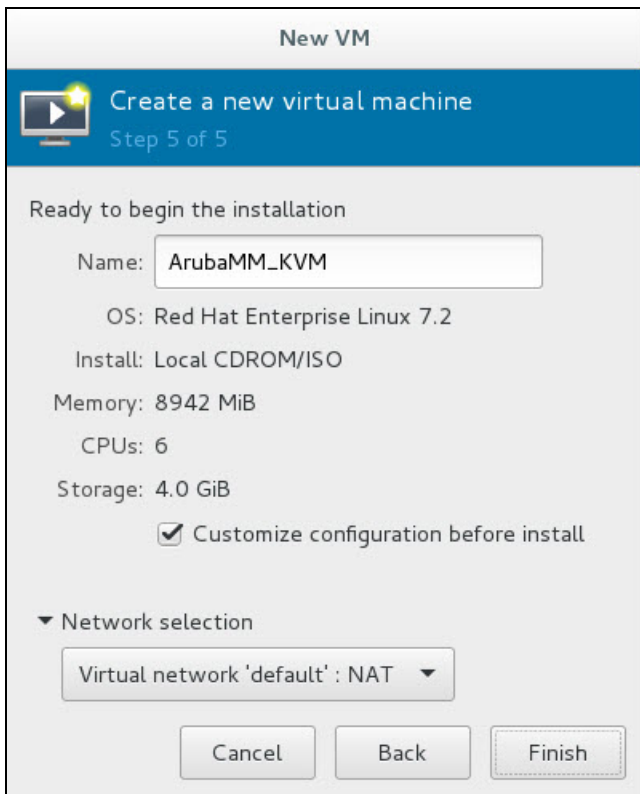 New VM
Create a new virtual machine
Step 5 of 5
Ready to begin the installation
Name: ArubaMM_KVM
OS: Red Hat Enterprise Linux 7.2
Install: Local CDROM/ISO
Memory: 8942 MiB
CPUs: 6
Storage: 4.0 GiB
Customize configuration before install
Network selection
Virtual network 'default' : NAT
Cancel Back Finish